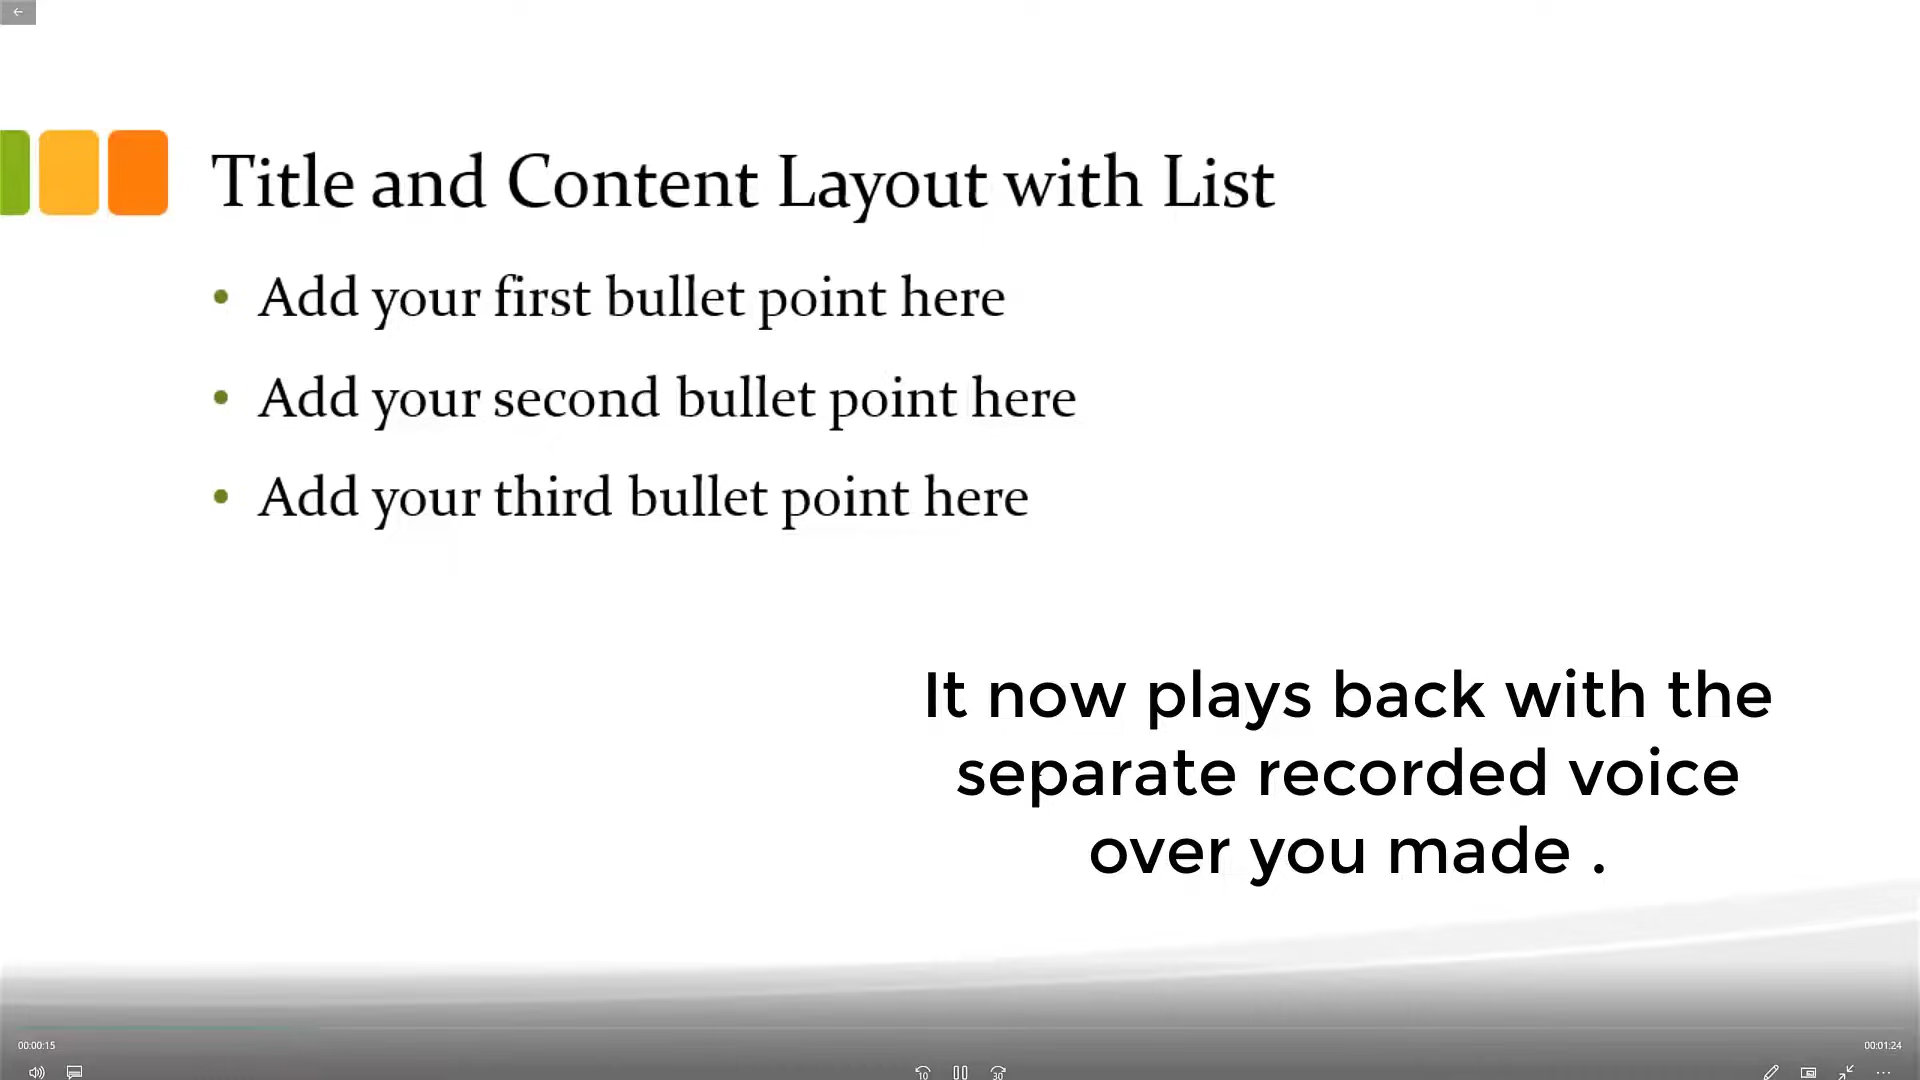 Title and Content Layout with List
• Add your first bullet point here
• Add your second bullet point here
• Add your third bullet point here
It now plays back with the
separate recorded voice
over you made .
00:00:15
00:01:24
10
30